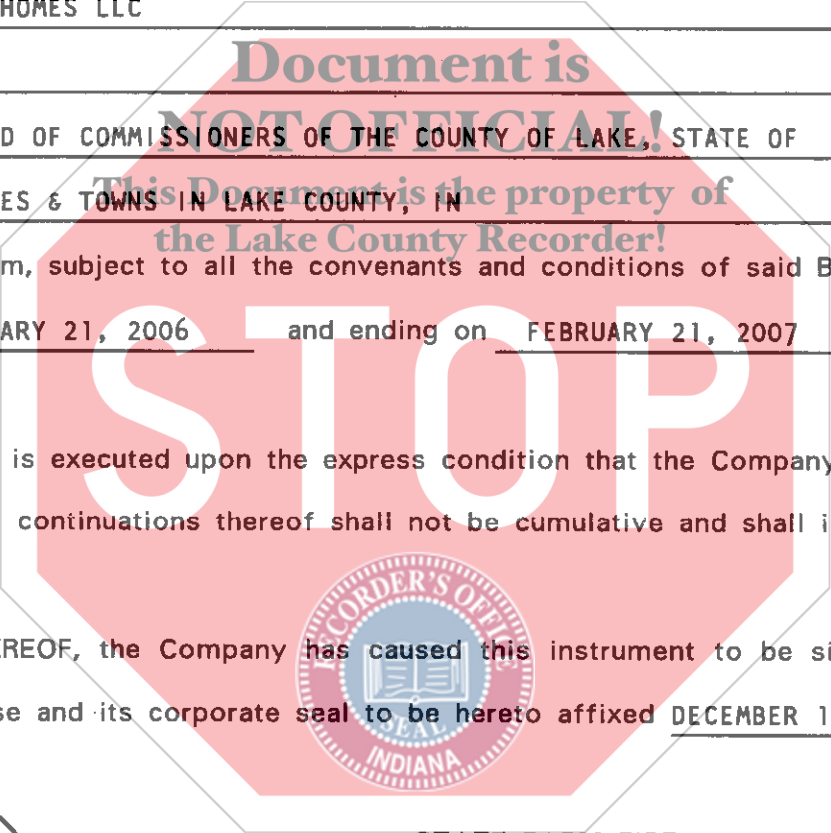 HOMES LLC
Document is
NOT OFFICIAL!
D OF COMMISSIONERS OF THE COUNTY OF LAKE, STATE OF
This Document is the property of
ES & TOWNS IN LAKE COUNTY, IN
the Lake County Recorder!
m, subject to all the convenants and conditions of said B
ARY 21, 2006 and ending on FEBRUARY 21, 2007
STOP
is executed upon the express condition that the Company
continuations thereof shall not be cumulative and shall i
RECORDER'S OFFICE
EREOF, the Company has caused this instrument to be si
se and its corporate seal to be hereto affixed DECEMBER 1
SEAL
INDIANA